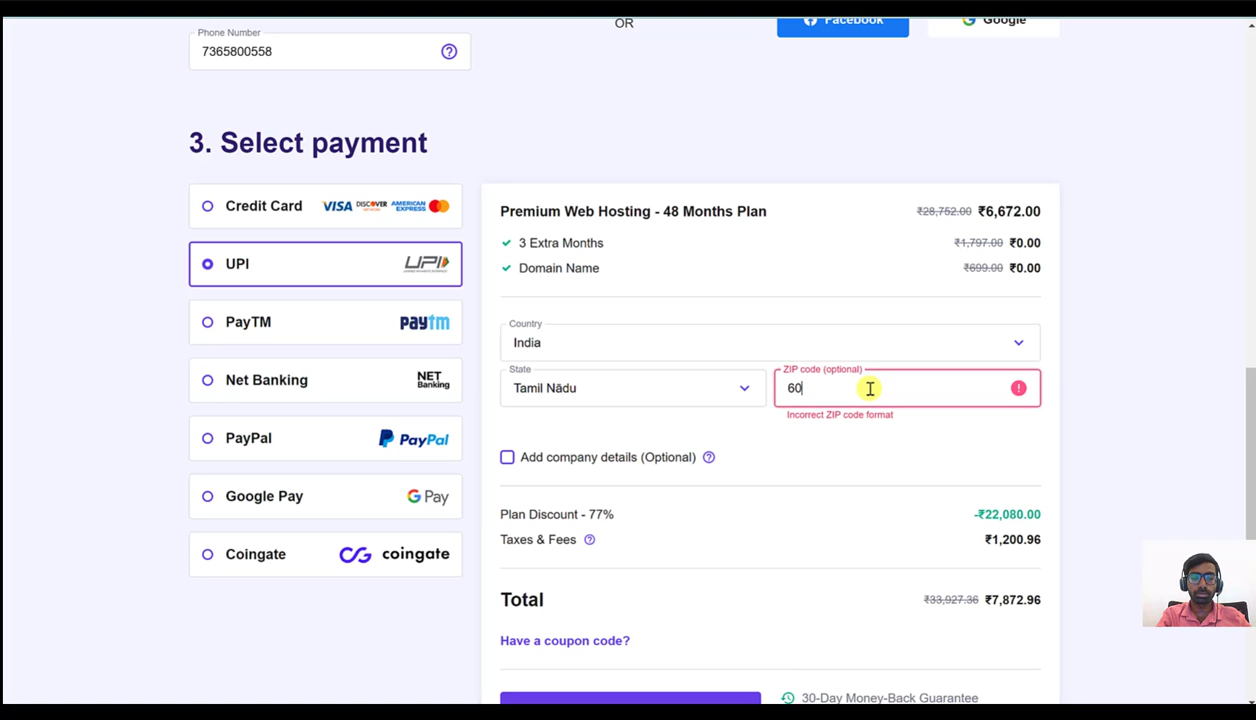 OR
Facebook
Google
Phone Number
7365800558
3. Select payment
Credit Card VISA DISCOVER AMERICAN EXPRESS
UPI UPI
PayTM paytm
Net Banking NET Banking
PayPal PayPal
Google Pay G Pay
Coingate coingate
Premium Web Hosting - 48 Months Plan ₹28,752.00 ₹6,672.00
3 Extra Months ₹1,797.00 ₹0.00
Domain Name ₹699.00 ₹0.00
Country
India
State
Tamil Nādu
ZIP code (optional)
60
Incorrect ZIP code format
Add company details (Optional)
Plan Discount - 77% -₹22,080.00
Taxes & Fees ₹1,200.96
Total ₹33,927.36 ₹7,872.96
Have a coupon code?
30-Day Money-Back Guarantee